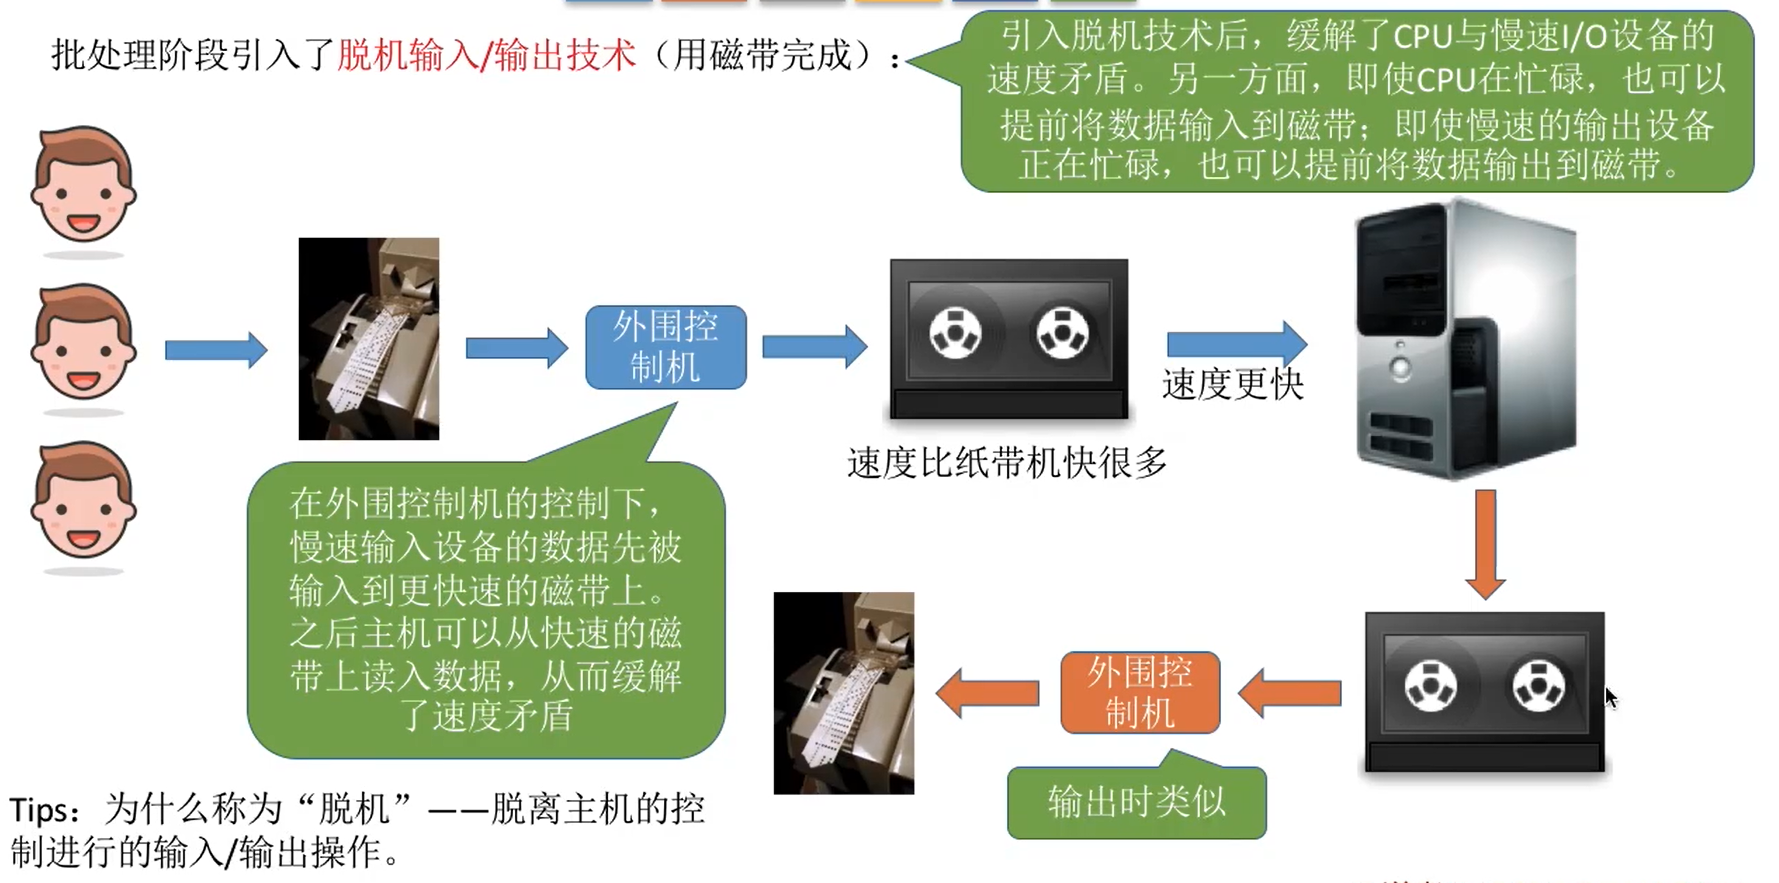 批处理阶段引入了脱机输入/输出技术（用磁带完成）：
引入脱机技术后，缓解了CPU与慢速I/O设备的
速度矛盾。另一方面，即使CPU在忙碌，也可以
提前将数据输入到磁带；即使慢速的输出设备
正在忙碌，也可以提前将数据输出到磁带。
外围控
制机
速度更快
速度比纸带机快很多
在外围控制机的控制下，
慢速输入设备的数据先被
输入到更快速的磁带上。
之后主机可以从快速的磁
带上读入数据，从而缓解
了速度矛盾
外围控
制机
输出时类似
Tips：为什么称为“脱机”——脱离主机的控
制进行的输入/输出操作。